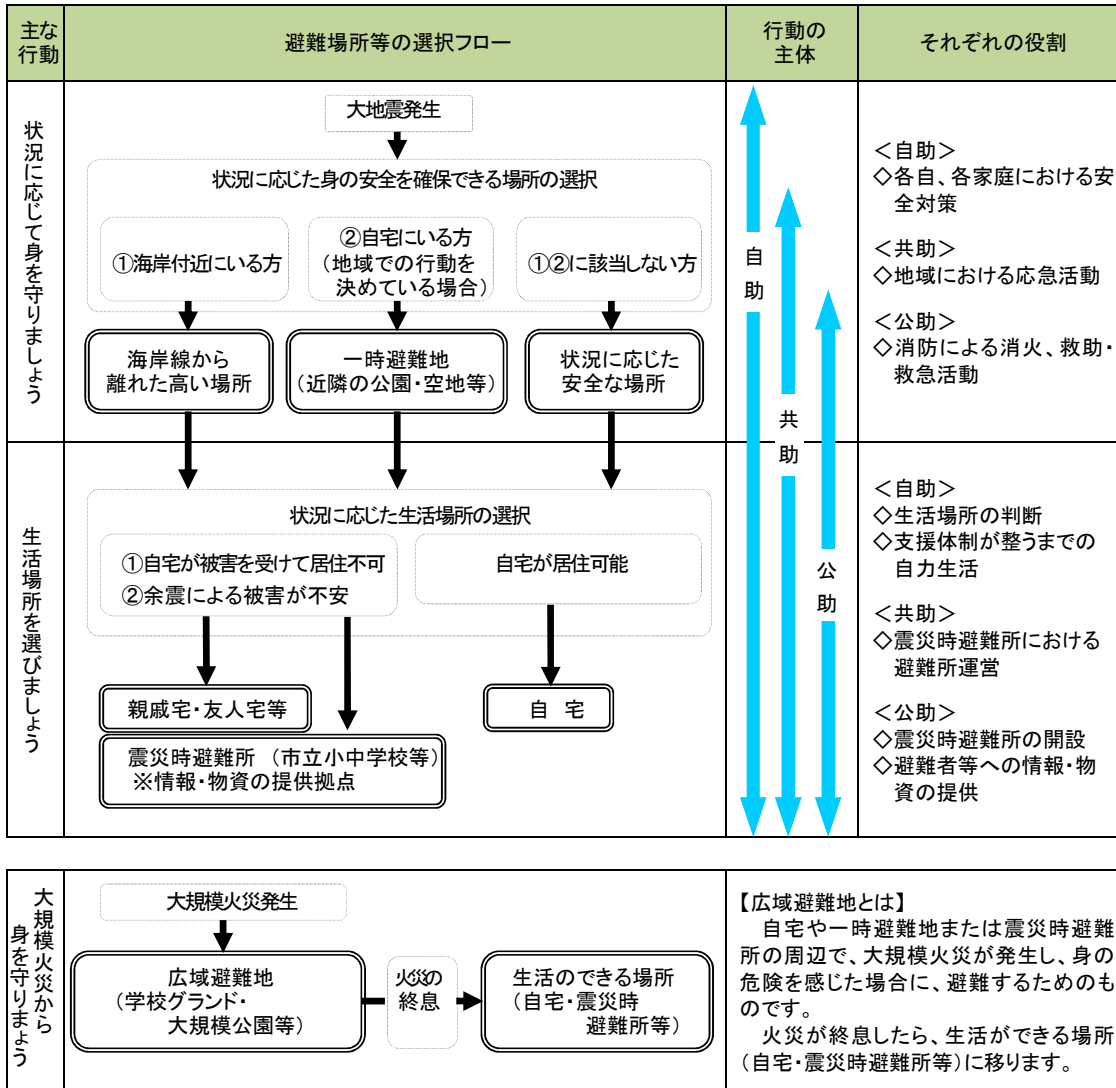 主な
行動
避難場所等の選択フロー
行動の
主体
それぞれの役割
状況に応じて身を守りましょう
大地震発生
状況に応じた身の安全を確保できる場所の選択
①海岸付近にいる方
②自宅にいる方
（地域での行動を
決めている場合）
①②に該当しない方
海岸線から
離れた高い場所
一時避難地
（近隣の公園・空地等）
状況に応じた
安全な場所
自助
共助
公助
＜自助＞
◇各自、各家庭における安
全対策
＜共助＞
◇地域における応急活動
＜公助＞
◇消防による消火、救助・
救急活動
生活場所を選びましょう
状況に応じた生活場所の選択
①自宅が被害を受けて居住不可
②余震による被害が不安
自宅が居住可能
親戚宅・友人宅等
自 宅
震災時避難所 （市立小中学校等）
※情報・物資の提供拠点
＜自助＞
◇生活場所の判断
◇支援体制が整うまでの
自力生活
＜共助＞
◇震災時避難所における
避難所運営
＜公助＞
◇震災時避難所の開設
◇避難者等への情報・物
資の提供
大規模火災から
身を守りまょう
大規模火災発生
広域避難地
（学校グランド・
大規模公園等）
火災の
終息
生活のできる場所
（自宅・震災時
避難所等）
【広域避難地とは】
自宅や一時避難地または震災時避難
所の周辺で、大規模火災が発生し、身の
危険を感じた場合に、避難するためのも
のです。
火災が終息したら、生活ができる場所
（自宅・震災時避難所等）に移ります。